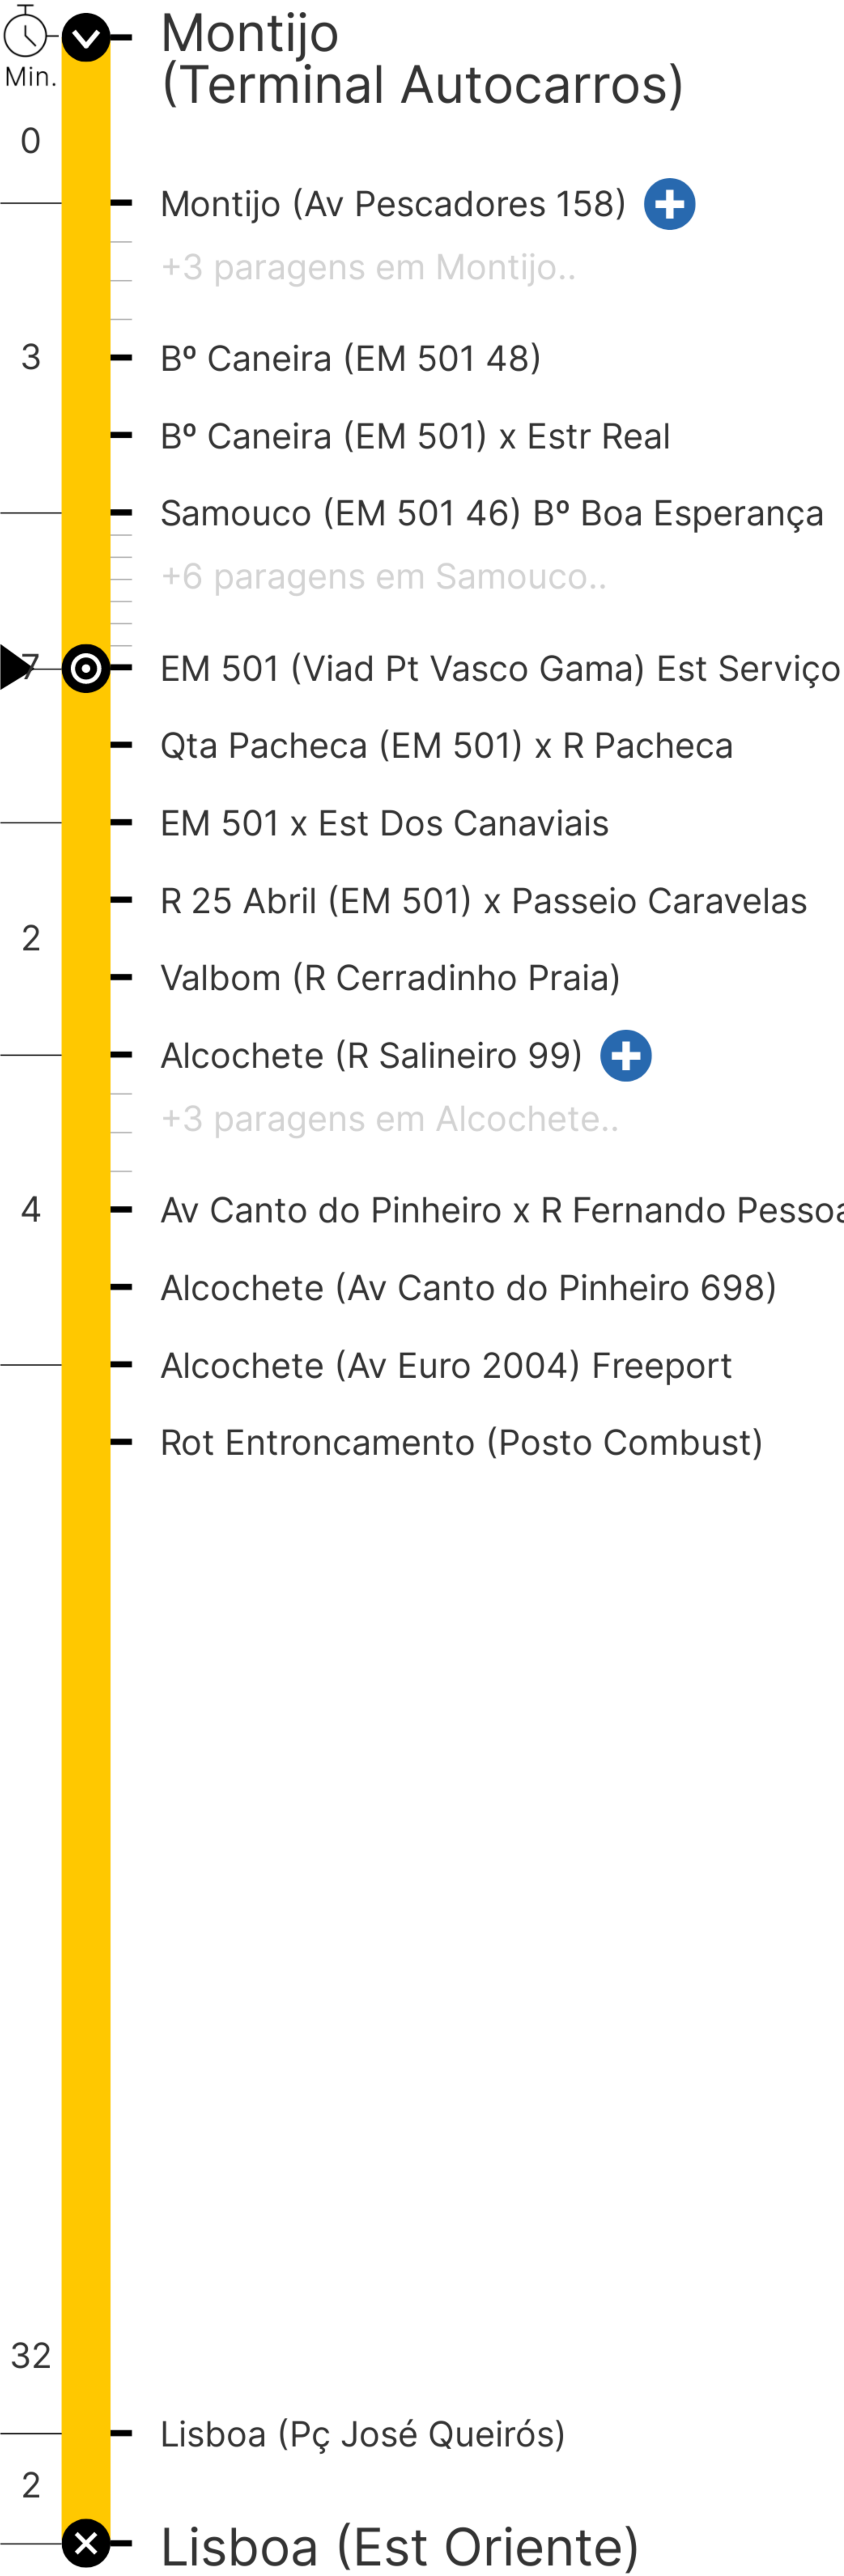 Montijo
(Terminal Autocarros)
Min.
0
Montijo (Av Pescadores 158)
+3 paragens em Montijo..
3
Bº Caneira (EM 501 48)
Bº Caneira (EM 501) x Estr Real
Samouco (EM 501 46) Bº Boa Esperança
+6 paragens em Samouco..
7
EM 501 (Viad Pt Vasco Gama) Est Serviço
Qta Pacheca (EM 501) x R Pacheca
EM 501 x Est Dos Canaviais
R 25 Abril (EM 501) x Passeio Caravelas
2
Valbom (R Cerradinho Praia)
Alcochete (R Salineiro 99)
+3 paragens em Alcochete..
4
Av Canto do Pinheiro x R Fernando Pessoa
Alcochete (Av Canto do Pinheiro 698)
Alcochete (Av Euro 2004) Freeport
Rot Entroncamento (Posto Combust)
32
Lisboa (Pç José Queirós)
2
Lisboa (Est Oriente)